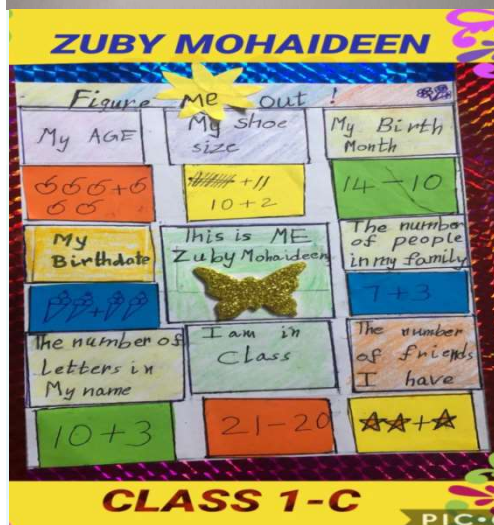 ZUBY MOHAIDEEN
Figure Me out !
My AGE
My Shoe
size
My Birth
Month
+
+ 11
10 + 2
14 - 10
My
Birthdate
This is ME
Zuby Mohaideen
The number
of people
in my family
+
7 + 3
The number of
Letters in
My name
I am in
Class
The number
of friends
I have
10 + 3
21 - 20
+
CLASS 1-C
PIC